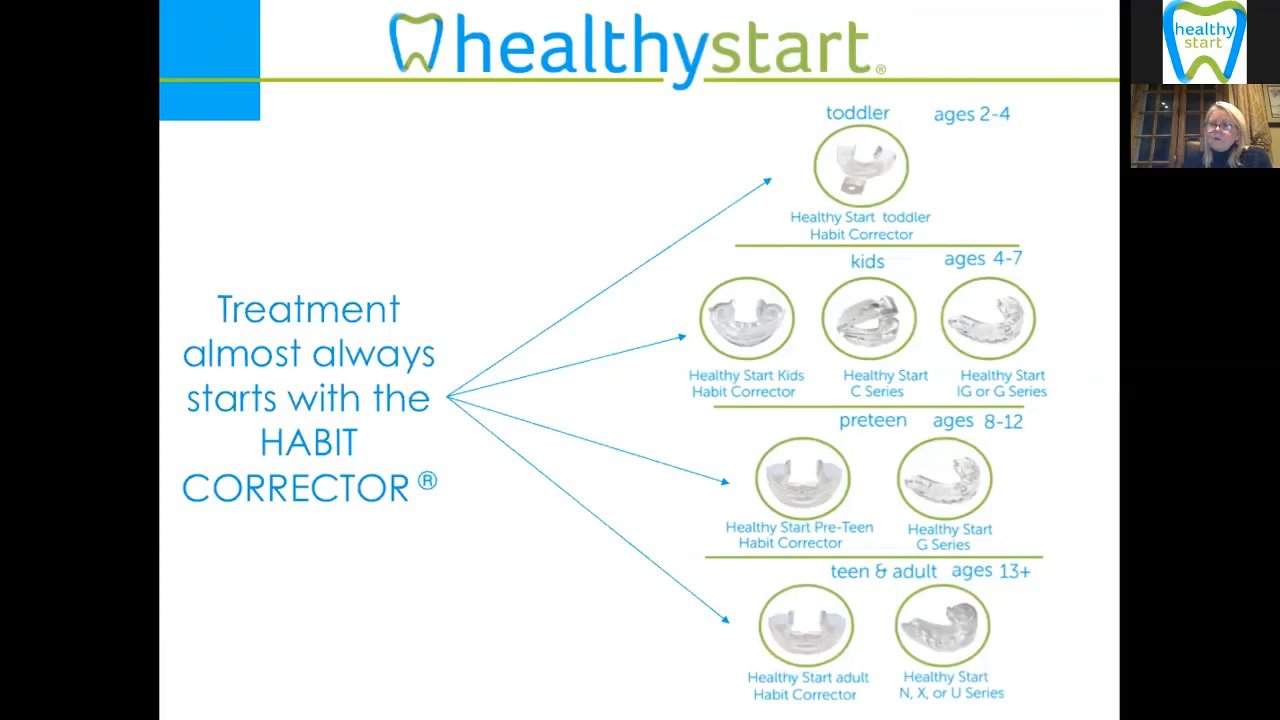 healthystart®
healthy
start
toddler ages 2-4
Healthy Start toddler
Habit Corrector
kids ages 4-7
Healthy Start Kids
Habit Corrector
Healthy Start
C Series
Healthy Start
IG or G Series
Treatment
almost always
starts with the
HABIT
CORRECTOR ®
preteen ages 8-12
Healthy Start Pre-Teen
Habit Corrector
Healthy Start
G Series
teen & adult ages 13+
Healthy Start adult
Habit Corrector
Healthy Start
N, X, or U Series